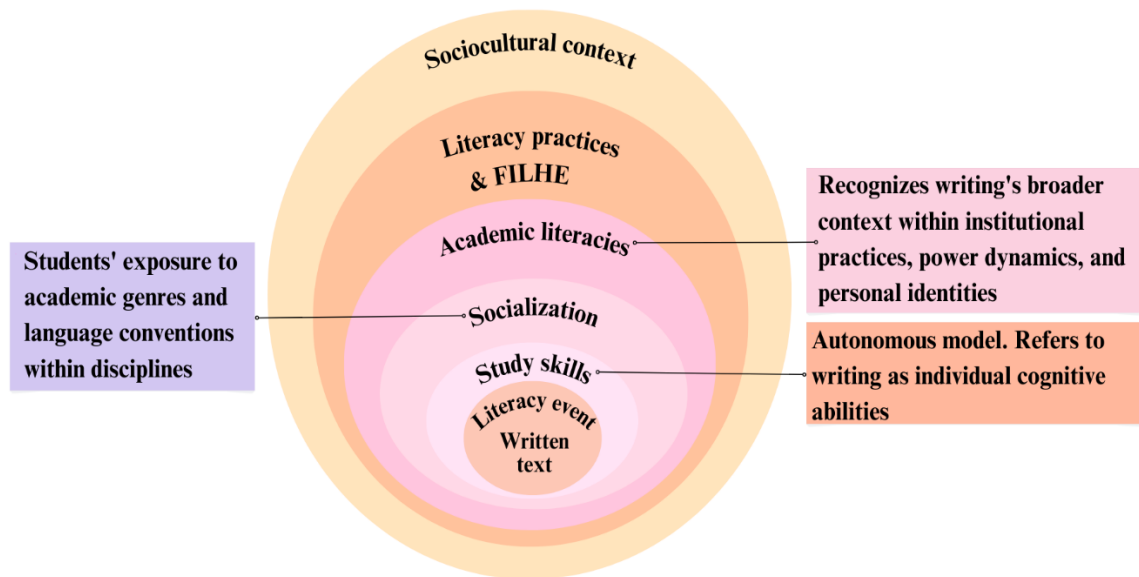 Sociocultural context
Literacy practices
& FILHE
Academic literacies
Socialization
Study skills
Literacy event
Written
text
Students' exposure to
academic genres and
language conventions
within disciplines
Recognizes writing's broader
context within institutional
practices, power dynamics, and
personal identities
Autonomous model. Refers to
writing as individual cognitive
abilities